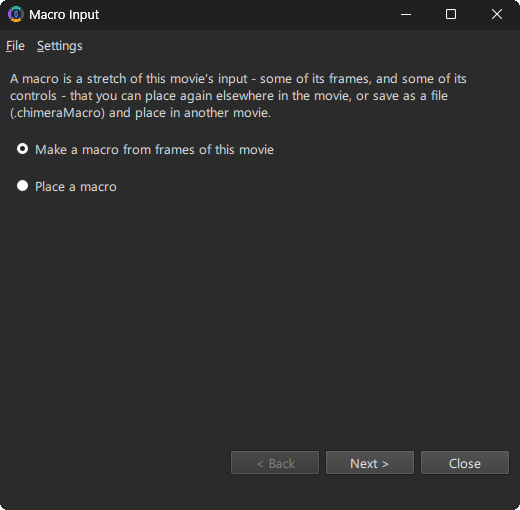 Macro Input
File Settings
A macro is a stretch of this movie's input - some of its frames, and some of its
controls - that you can place again elsewhere in the movie, or save as a file
(.chimeraMacro) and place in another movie.
Make a macro from frames of this movie
Place a macro
< Back Next > Close